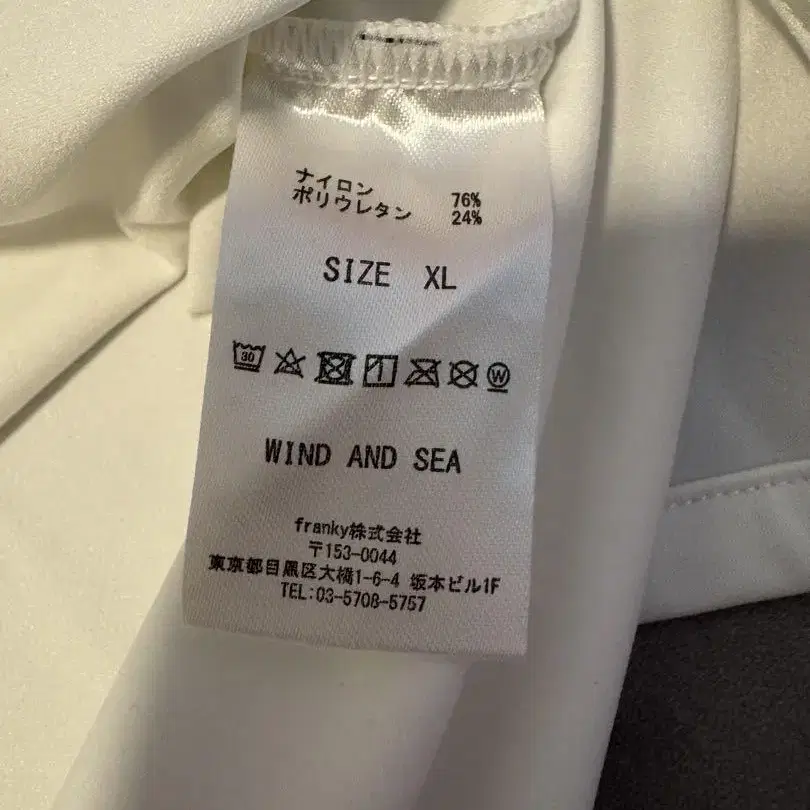 ナイロン 76%
ポリウレタン 24%
SIZE XL
30 W
WIND AND SEA
franky株式会社
〒153-0044
東京都目黒区大橋1-6-4 坂本ビル1F
TEL:03-5708-5757